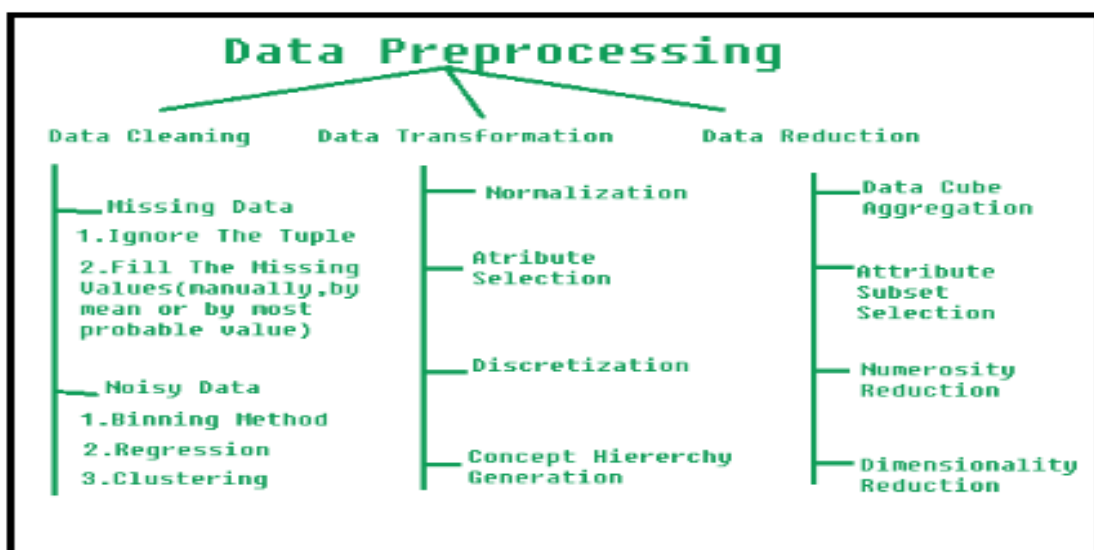 Data Preprocessing
Data Cleaning
Missing Data
1.Ignore The Tuple
2.Fill The Missing
Values(manually,by
mean or by most
probable value)
Noisy Data
1.Binning Method
2.Regression
3.Clustering
Data Transformation
Normalization
Atribute
Selection
Discretization
Concept Hiererchy
Generation
Data Reduction
Data Cube
Aggregation
Attribute
Subset
Selection
Numerosity
Reduction
Dimensionality
Reduction